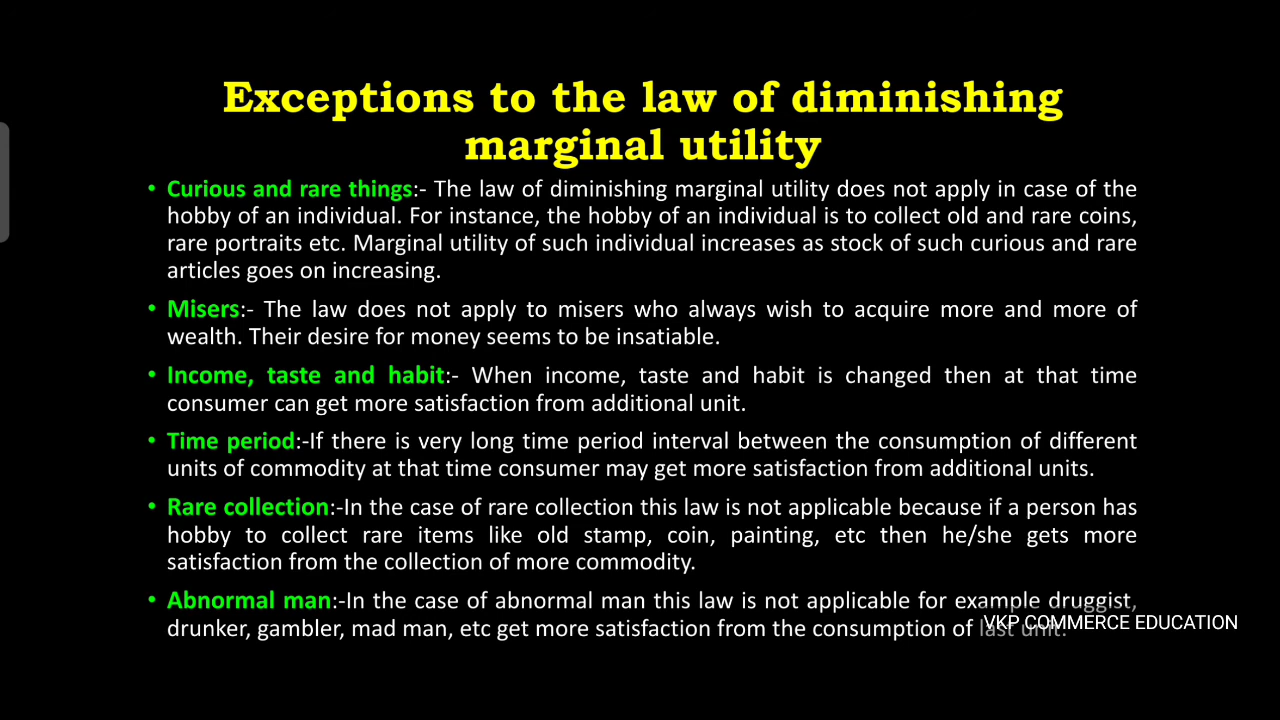 Exceptions to the law of diminishing
marginal utility
• Curious and rare things:- The law of diminishing marginal utility does not apply in case of the
hobby of an individual. For instance, the hobby of an individual is to collect old and rare coins,
rare portraits etc. Marginal utility of such individual increases as stock of such curious and rare
articles goes on increasing.
• Misers:- The law does not apply to misers who always wish to acquire more and more of
wealth. Their desire for money seems to be insatiable.
• Income, taste and habit:- When income, taste and habit is changed then at that time
consumer can get more satisfaction from additional unit.
• Time period:-If there is very long time period interval between the consumption of different
units of commodity at that time consumer may get more satisfaction from additional units.
• Rare collection:-In the case of rare collection this law is not applicable because if a person has
hobby to collect rare items like old stamp, coin, painting, etc then he/she gets more
satisfaction from the collection of more commodity.
• Abnormal man:-In the case of abnormal man this law is not applicable for example druggist,
drunker, gambler, mad man, etc get more satisfaction from the consumption of last unit.
VKP COMMERCE EDUCATION